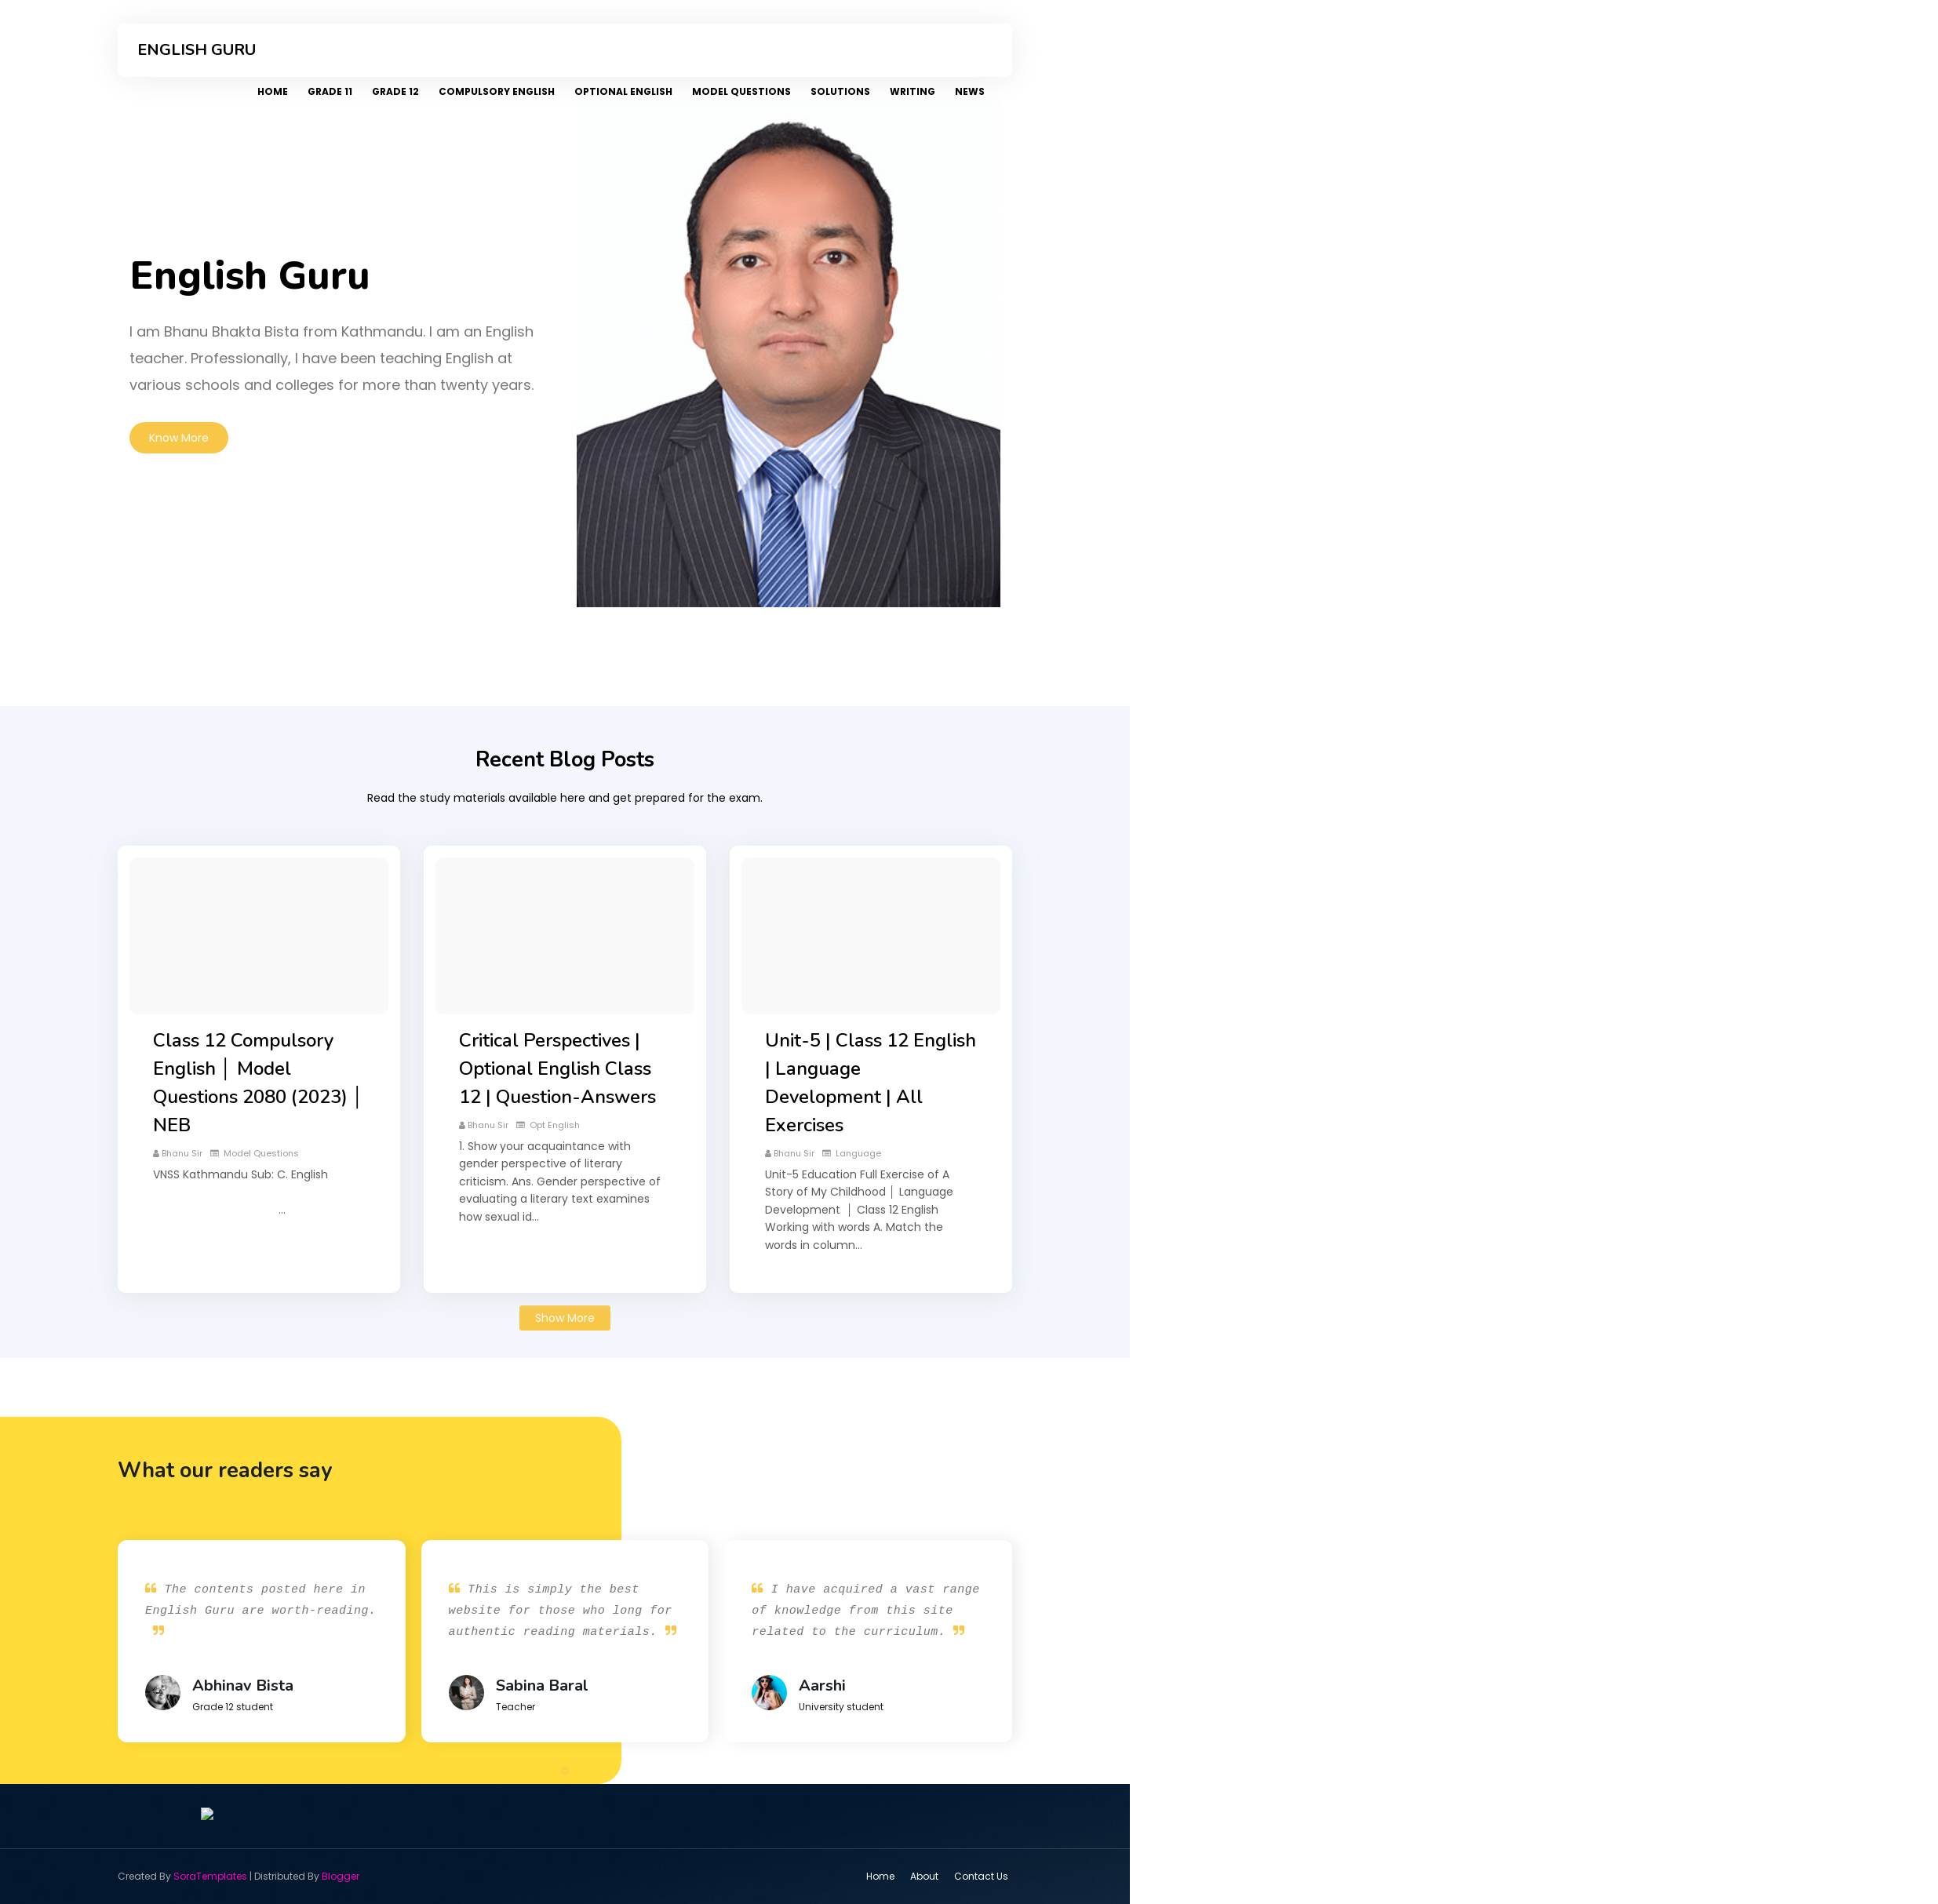 ENGLISH GURU
HOME GRADE 11 GRADE 12 COMPULSORY ENGLISH OPTIONAL ENGLISH MODEL QUESTIONS SOLUTIONS WRITING NEWS
English Guru
I am Bhanu Bhakta Bista from Kathmandu. I am an English
teacher. Professionally, I have been teaching English at
various schools and colleges for more than twenty years.
Know More
Recent Blog Posts
Read the study materials available here and get prepared for the exam.
Class 12 Compulsory
English │ Model
Questions 2080 (2023) │
NEB
Bhanu Sir Model Questions
VNSS Kathmandu Sub: C. English
...
Critical Perspectives |
Optional English Class
12 | Question-Answers
Bhanu Sir Opt English
1. Show your acquaintance with
gender perspective of literary
criticism. Ans. Gender perspective of
evaluating a literary text examines
how sexual id...
Unit-5 | Class 12 English
| Language
Development | All
Exercises
Bhanu Sir Language
Unit-5 Education Full Exercise of A
Story of My Childhood │ Language
Development │ Class 12 English
Working with words A. Match the
words in column...
Show More
What our readers say
❝ The contents posted here in
English Guru are worth-reading.
❞
Abhinav Bista
Grade 12 student
❝ This is simply the best
website for those who long for
authentic reading materials. ❞
Sabina Baral
Teacher
❝ I have acquired a vast range
of knowledge from this site
related to the curriculum. ❞
Aarshi
University student
Created By SoraTemplates | Distributed By Blogger
Home About Contact Us